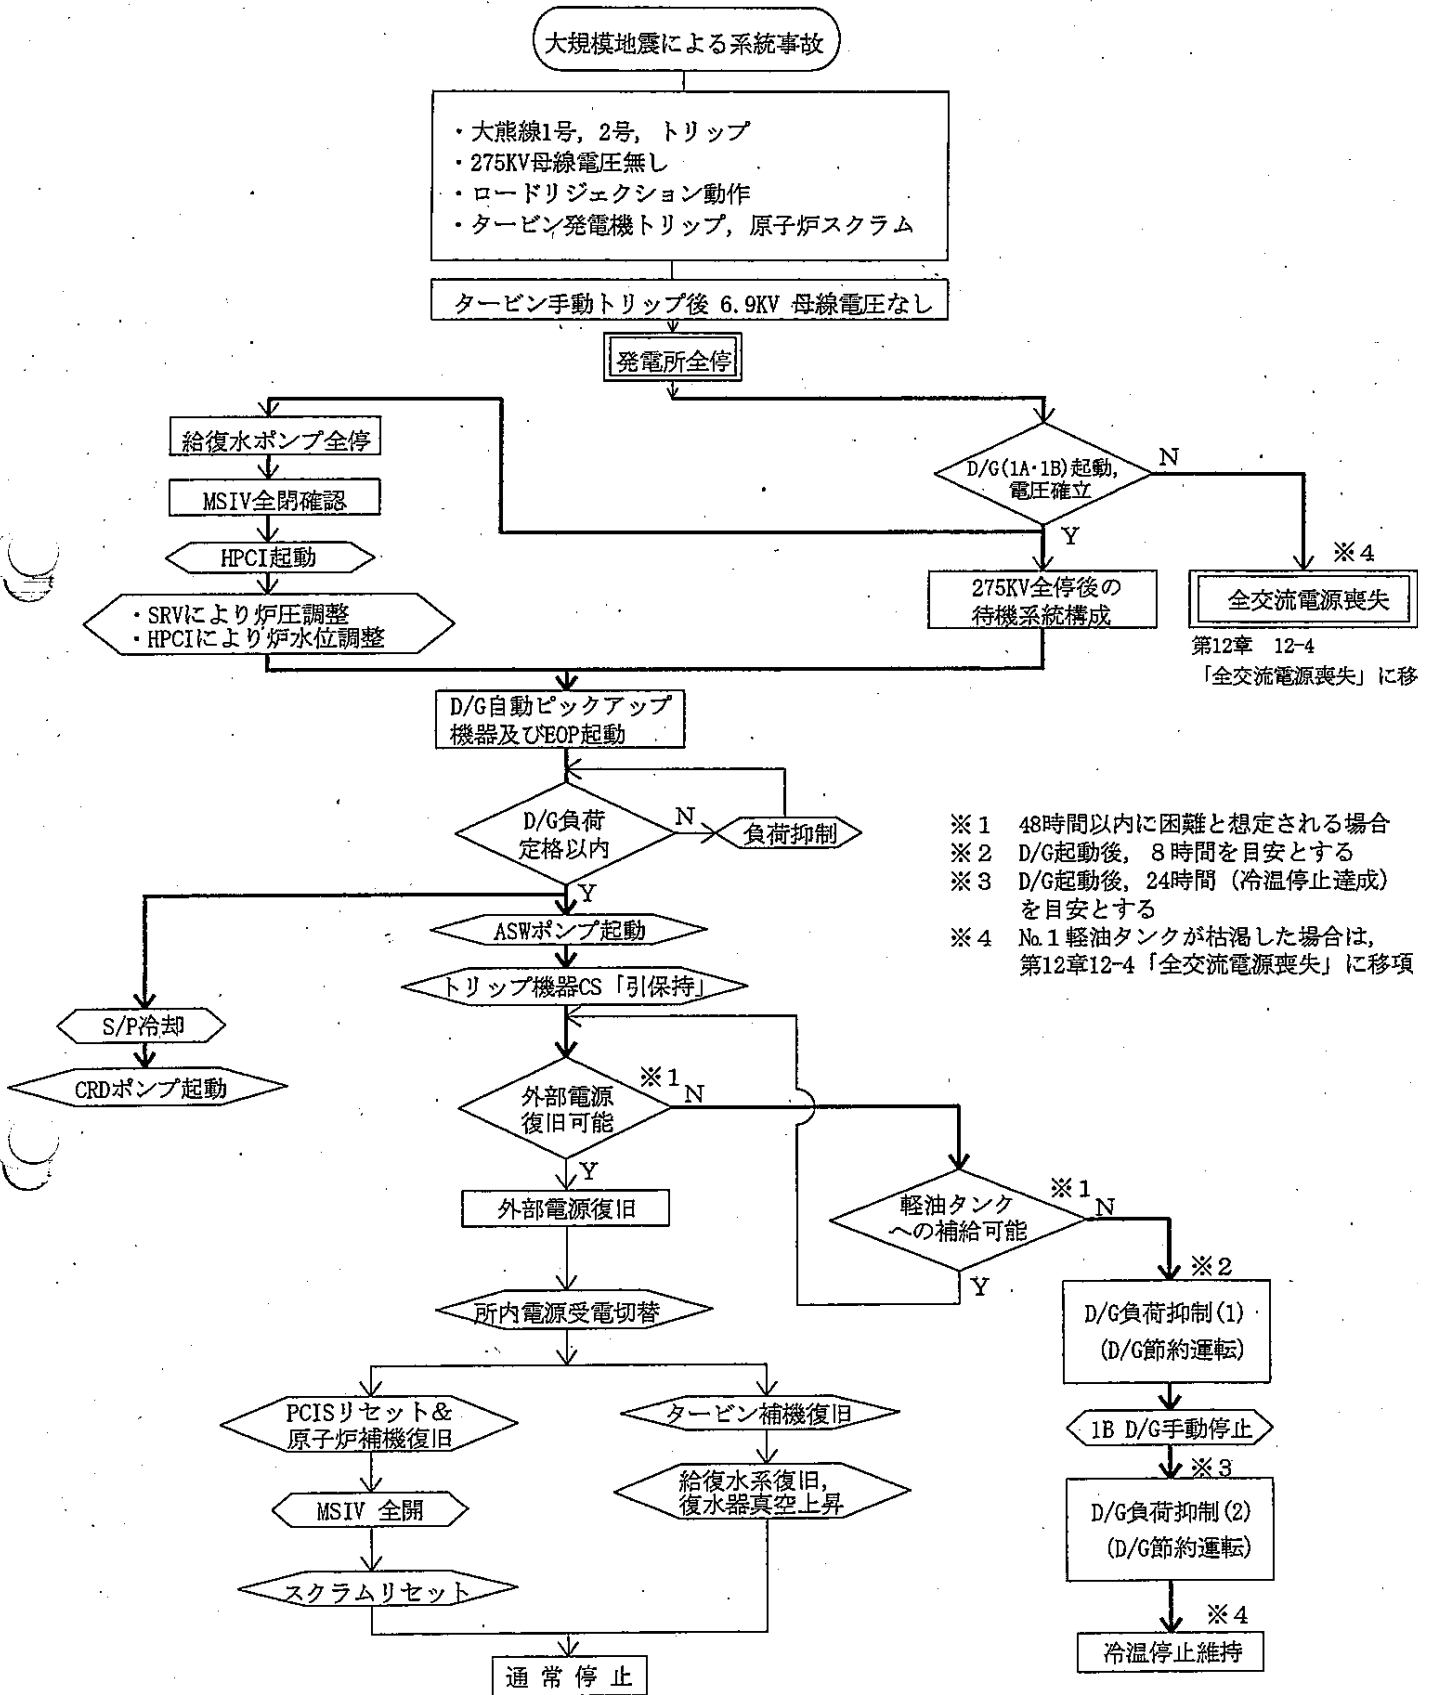 大規模地震による系統事故
・大熊線1号, 2号, トリップ
・275KV母線電圧無し
・ロードリジェクション動作
・タービン発電機トリップ, 原子炉スクラム
タービン手動トリップ後 6.9KV 母線電圧なし
発電所全停
給復水ポンプ全停
MSIV全閉確認
HPCI起動
・SRVにより炉圧調整
・HPCIにより炉水位調整
D/G(1A・1B)起動,
電圧確立
N
Y
275KV全停後の
待機系統構成
※4
全交流電源喪失
第12章 12-4
「全交流電源喪失」に移
D/G自動ピックアップ
機器及びEOP起動
D/G負荷
定格以内
N
負荷抑制
Y
※1 48時間以内に困難と想定される場合
※2 D/G起動後, 8時間を目安とする
※3 D/G起動後, 24時間（冷温停止達成）
を目安とする
※4 №1軽油タンクが枯渇した場合は,
第12章12-4「全交流電源喪失」に移項
ASWポンプ起動
トリップ機器CS「引保持」
S/P冷却
CRDポンプ起動
外部電源
復旧可能
※1
N
Y
外部電源復旧
軽油タンク
への補給可能
※1
N
Y
所内電源受電切替
※2
D/G負荷抑制(1)
(D/G節約運転)
1B D/G手動停止
※3
D/G負荷抑制(2)
(D/G節約運転)
※4
冷温停止維持
PCISリセット&
原子炉補機復旧
MSIV 全開
スクラムリセット
タービン補機復旧
給復水系復旧,
復水器真空上昇
通 常 停 止